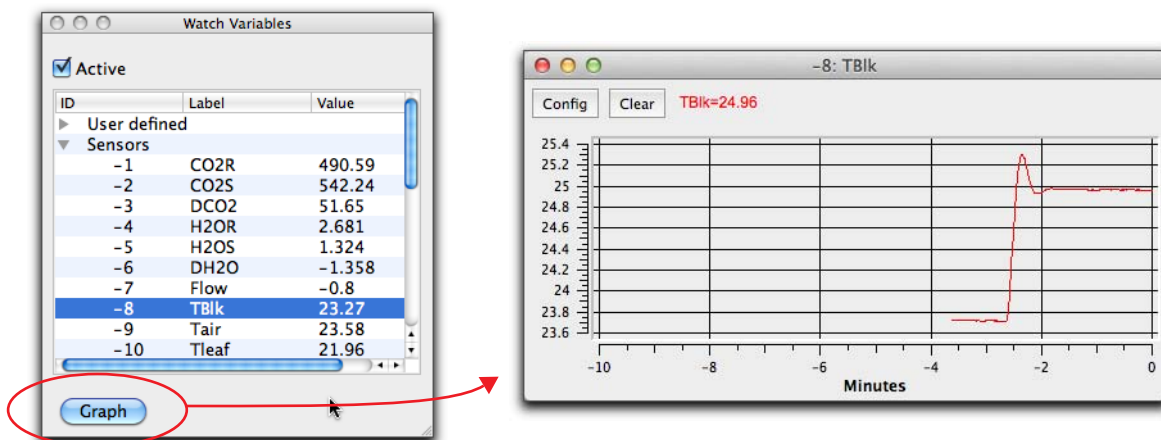 Watch Variables
Active
ID Label Value
User defined
Sensors
-1 CO2R 490.59
-2 CO2S 542.24
-3 DCO2 51.65
-4 H2OR 2.681
-5 H2OS 1.324
-6 DH2O -1.358
-7 Flow -0.8
-8 TBlk 23.27
-9 Tair 23.58
-10 Tleaf 21.96
Graph
-8: TBlk
Config Clear TBlk=24.96
25.4
25.2
25
24.8
24.6
24.4
24.2
24
23.8
23.6
-10 -8 -6 -4 -2 0
Minutes